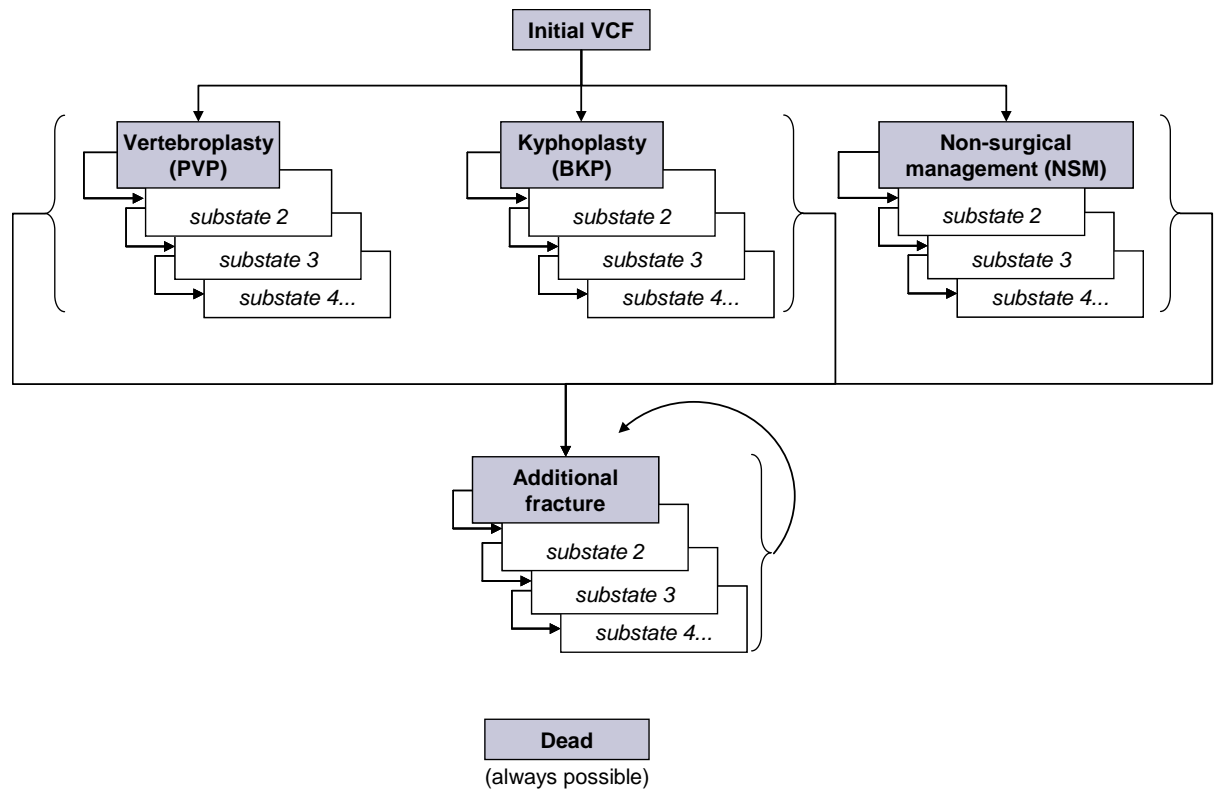 Initial VCF
Vertebroplasty
(PVP)
substate 2
substate 3
substate 4...
Kyphoplasty
(BKP)
substate 2
substate 3
substate 4...
Non-surgical
management (NSM)
substate 2
substate 3
substate 4...
Additional
fracture
substate 2
substate 3
substate 4...
Dead
(always possible)